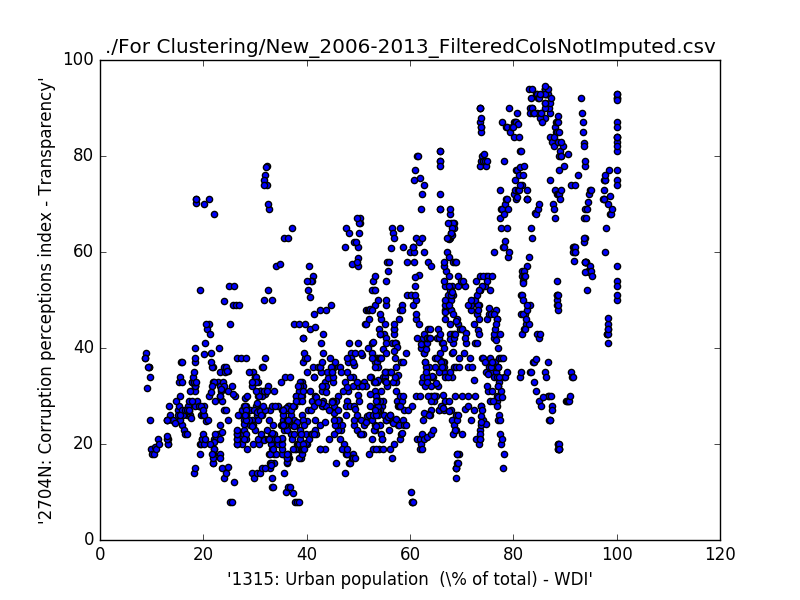 ./For Clustering/New_2006-2013_FilteredColsNotImputed.csv
100
80
60
40
20
0
'2704N: Corruption perceptions index - Transparency'
0 20 40 60 80 100 120
'1315: Urban population  (\% of total) - WDI'